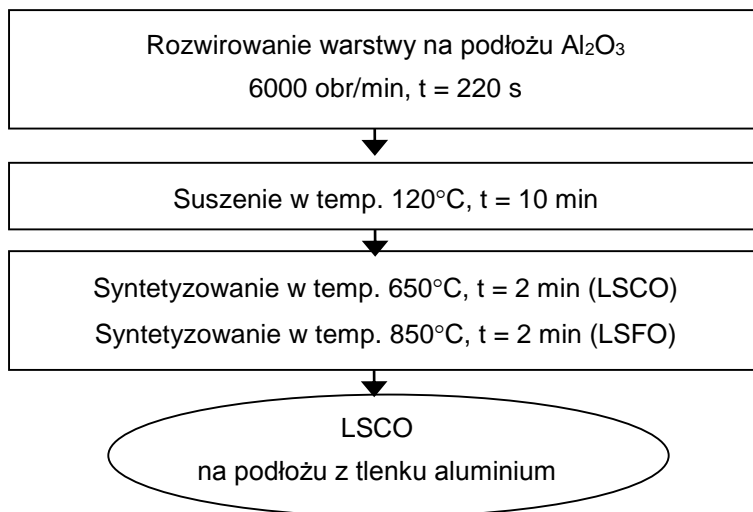 Rozwirowanie warstwy na podłożu Al₂O₃
6000 obr/min, t = 220 s
Suszenie w temp. 120°C, t = 10 min
Syntetyzowanie w temp. 650°C, t = 2 min (LSCO)
Syntetyzowanie w temp. 850°C, t = 2 min (LSFO)
LSCO
na podłożu z tlenku aluminium